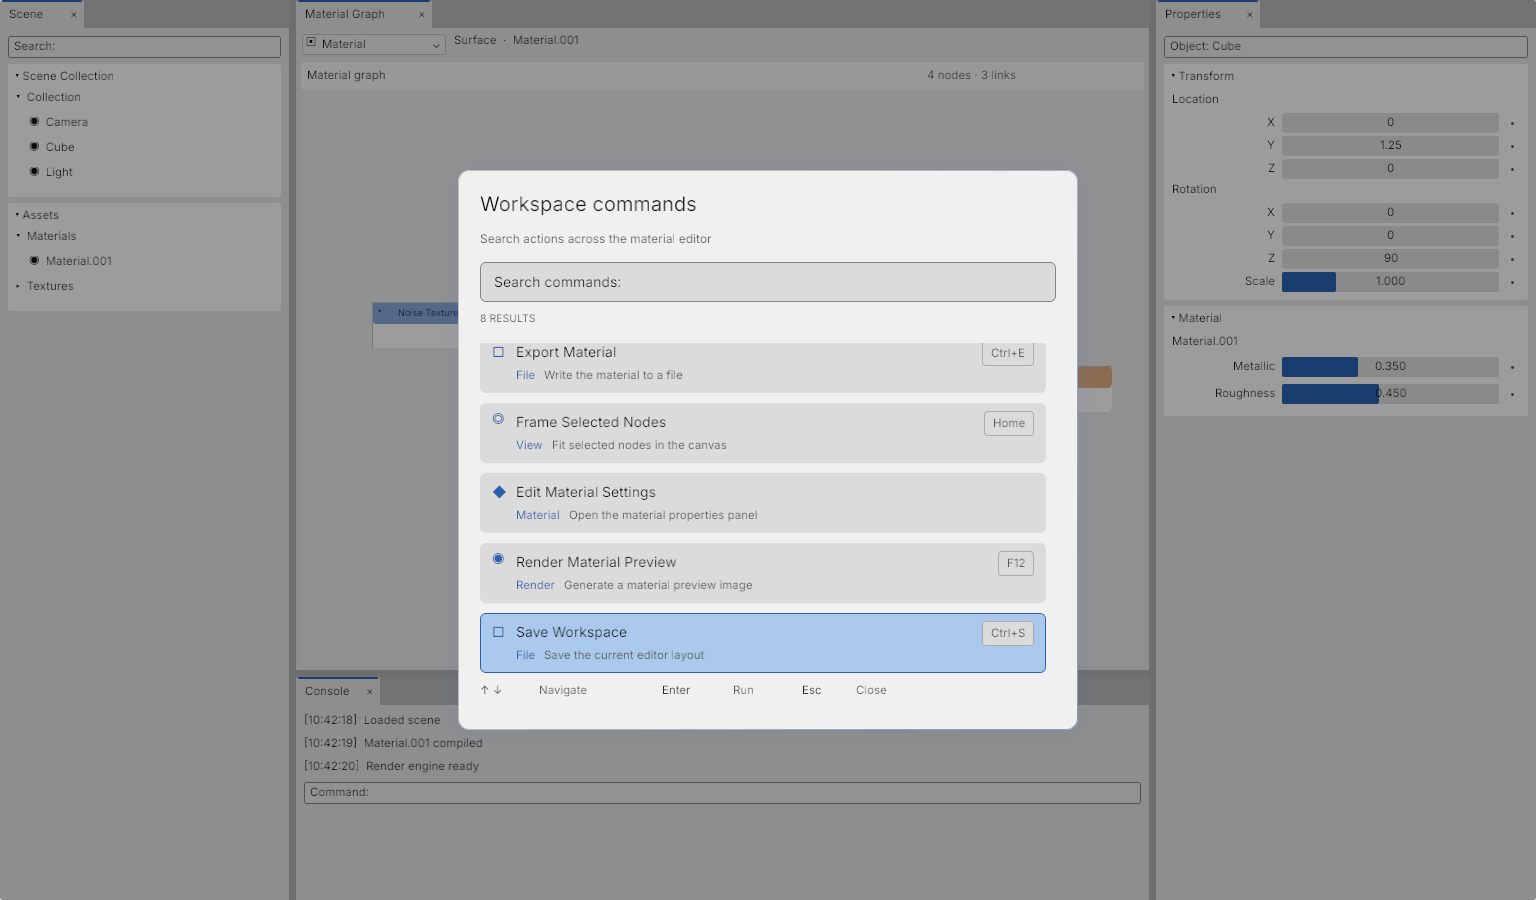 Scene ×
Search:
Scene Collection
Collection
Camera
Cube
Light
Assets
Materials
Material.001
Textures
Material Graph ×
Material
Surface · Material.001
Material graph
4 nodes · 3 links
Noise Texture
Workspace commands
Search actions across the material editor
Search commands:
8 RESULTS
Export Material Ctrl+E
File Write the material to a file
Frame Selected Nodes Home
View Fit selected nodes in the canvas
Edit Material Settings
Material Open the material properties panel
Render Material Preview F12
Render Generate a material preview image
Save Workspace Ctrl+S
File Save the current editor layout
↑ ↓ Navigate Enter Run Esc Close
Console ×
[10:42:18] Loaded scene
[10:42:19] Material.001 compiled
[10:42:20] Render engine ready
Command:
Properties ×
Object: Cube
Transform
Location
X 0
Y 1.25
Z 0
Rotation
X 0
Y 0
Z 90
Scale 1.000
Material
Material.001
Metallic 0.350
Roughness 0.450